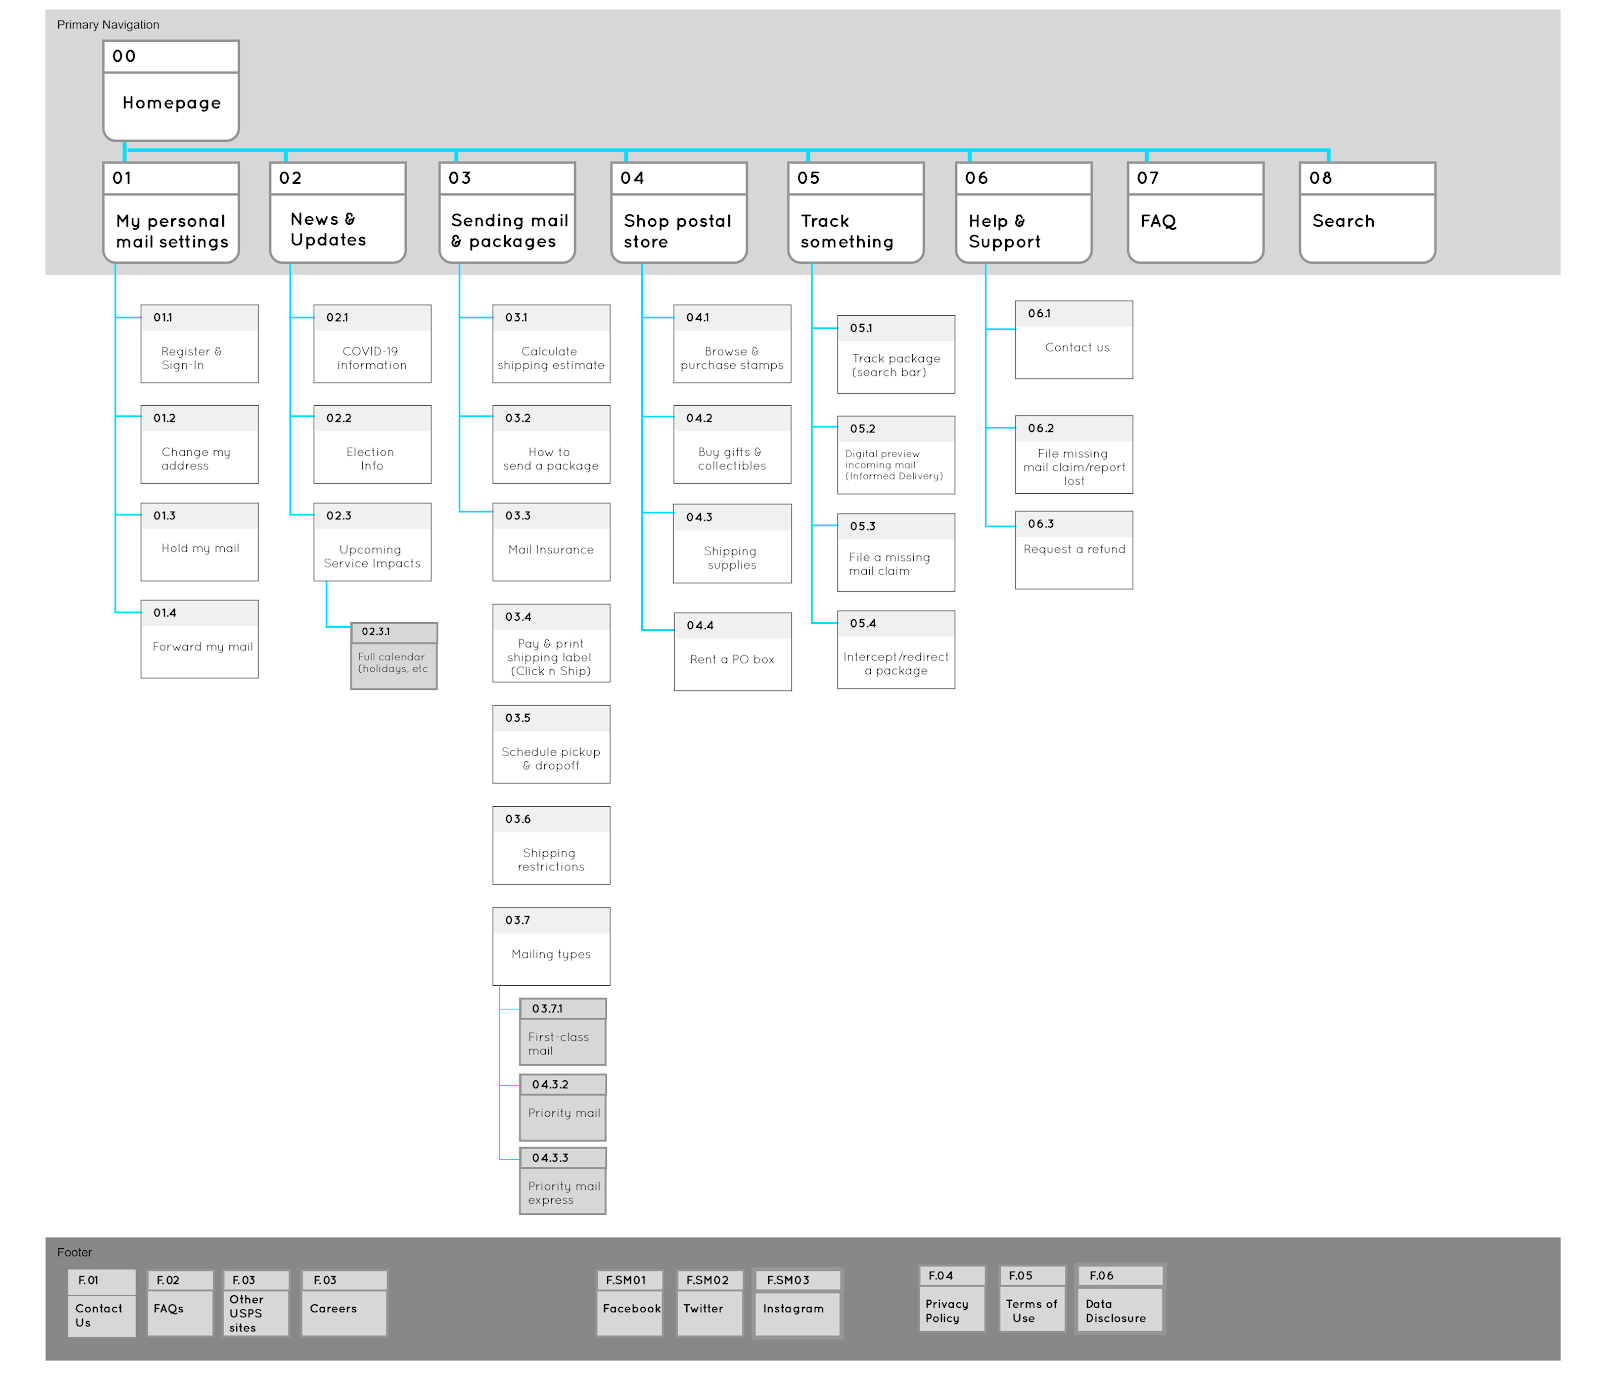 Primary Navigation
00
Homepage
01
My personal
mail settings
02
News &
Updates
03
Sending mail
& packages
04
Shop postal
store
05
Track
something
06
Help &
Support
07
FAQ
08
Search
01.1
Register &
Sign-In
01.2
Change my
address
01.3
Hold my mail
01.4
Forward my mail
02.1
COVID-19
information
02.2
Election
Info
02.3
Upcoming
Service Impacts
02.3.1
Full calendar
(holidays, etc
03.1
Calculate
shipping estimate
03.2
How to
send a package
03.3
Mail Insurance
03.4
Pay & print
shipping label
(Click n Ship)
03.5
Schedule pickup
& dropoff
03.6
Shipping
restrictions
03.7
Mailing types
03.7.1
First-class
mail
04.3.2
Priority mail
04.3.3
Priority mail
express
04.1
Browse &
purchase stamps
04.2
Buy gifts &
collectibles
04.3
Shipping
supplies
04.4
Rent a PO box
05.1
Track package
(search bar)
05.2
Digital preview
incoming mail
(Informed Delivery)
05.3
File a missing
mail claim
05.4
Intercept/redirect
a package
06.1
Contact us
06.2
File missing
mail claim/report
lost
06.3
Request a refund
Footer
F.01
Contact
Us
F.02
FAQs
F.03
Other
USPS
sites
F.03
Careers
F.SM01
Facebook
F.SM02
Twitter
F.SM03
Instagram
F.04
Privacy
Policy
F.05
Terms of
Use
F.06
Data
Disclosure